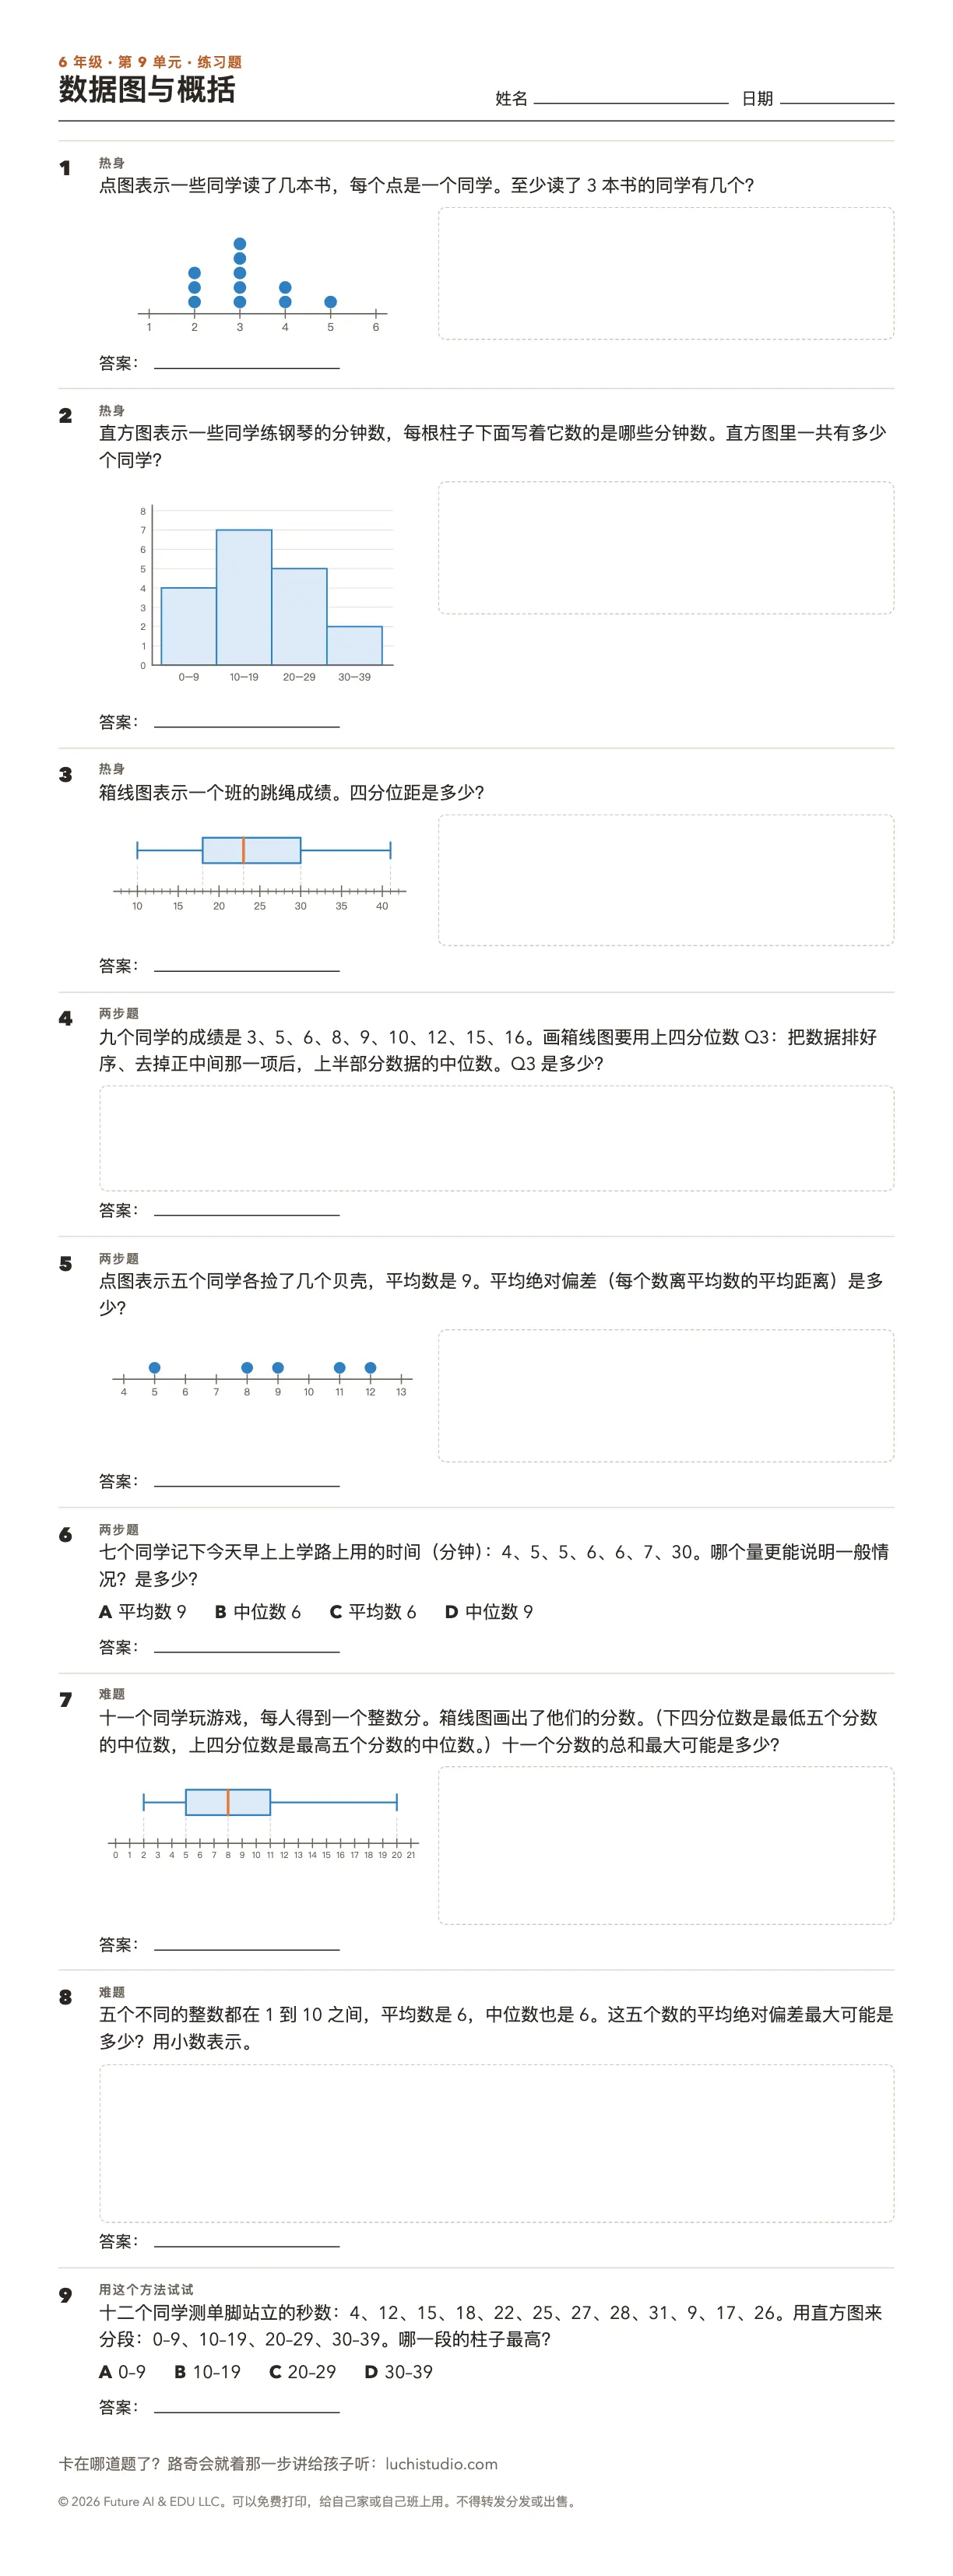 6 年级 · 第 9 单元 · 练习题
数据图与概括
姓名 日期
1
热身
点图表示一些同学读了几本书，每个点是一个同学。至少读了 3 本书的同学有几个？
1 2 3 4 5 6
答案：
2
热身
直方图表示一些同学练钢琴的分钟数，每根柱子下面写着它数的是哪些分钟数。直方图里一共有多少
个同学？
8
7
6
5
4
3
2
1
0
0–9 10–19 20–29 30–39
答案：
3
热身
箱线图表示一个班的跳绳成绩。四分位距是多少？
10 15 20 25 30 35 40
答案：
4
两步题
九个同学的成绩是 3、5、6、8、9、10、12、15、16。画箱线图要用上四分位数 Q3：把数据排好
序、去掉正中间那一项后，上半部分数据的中位数。Q3 是多少？
答案：
5
两步题
点图表示五个同学各捡了几个贝壳，平均数是 9。平均绝对偏差（每个数离平均数的平均距离）是多
少？
4 5 6 7 8 9 10 11 12 13
答案：
6
两步题
七个同学记下今天早上上学路上用的时间（分钟）：4、5、5、6、6、7、30。哪个量更能说明一般情
况？是多少？
A 平均数 9 B 中位数 6 C 平均数 6 D 中位数 9
答案：
7
难题
十一个同学玩游戏，每人得到一个整数分。箱线图画出了他们的分数。（下四分位数是最低五个分数
的中位数，上四分位数是最高五个分数的中位数。）十一个分数的总和最大可能是多少？
0 1 2 3 4 5 6 7 8 9 10 11 12 13 14 15 16 17 18 19 20 21
答案：
8
难题
五个不同的整数都在 1 到 10 之间，平均数是 6，中位数也是 6。这五个数的平均绝对偏差最大可能是
多少？用小数表示。
答案：
9
用这个方法试试
十二个同学测单脚站立的秒数：4、12、15、18、22、25、27、28、31、9、17、26。用直方图来
分段：0–9、10–19、20–29、30–39。哪一段的柱子最高？
A 0–9 B 10–19 C 20–29 D 30–39
答案：
卡在哪道题了？路奇会就着那一步讲给孩子听：luchistudio.com
© 2026 Future AI & EDU LLC。可以免费打印，给自己家或自己班上用。不得转发分发或出售。